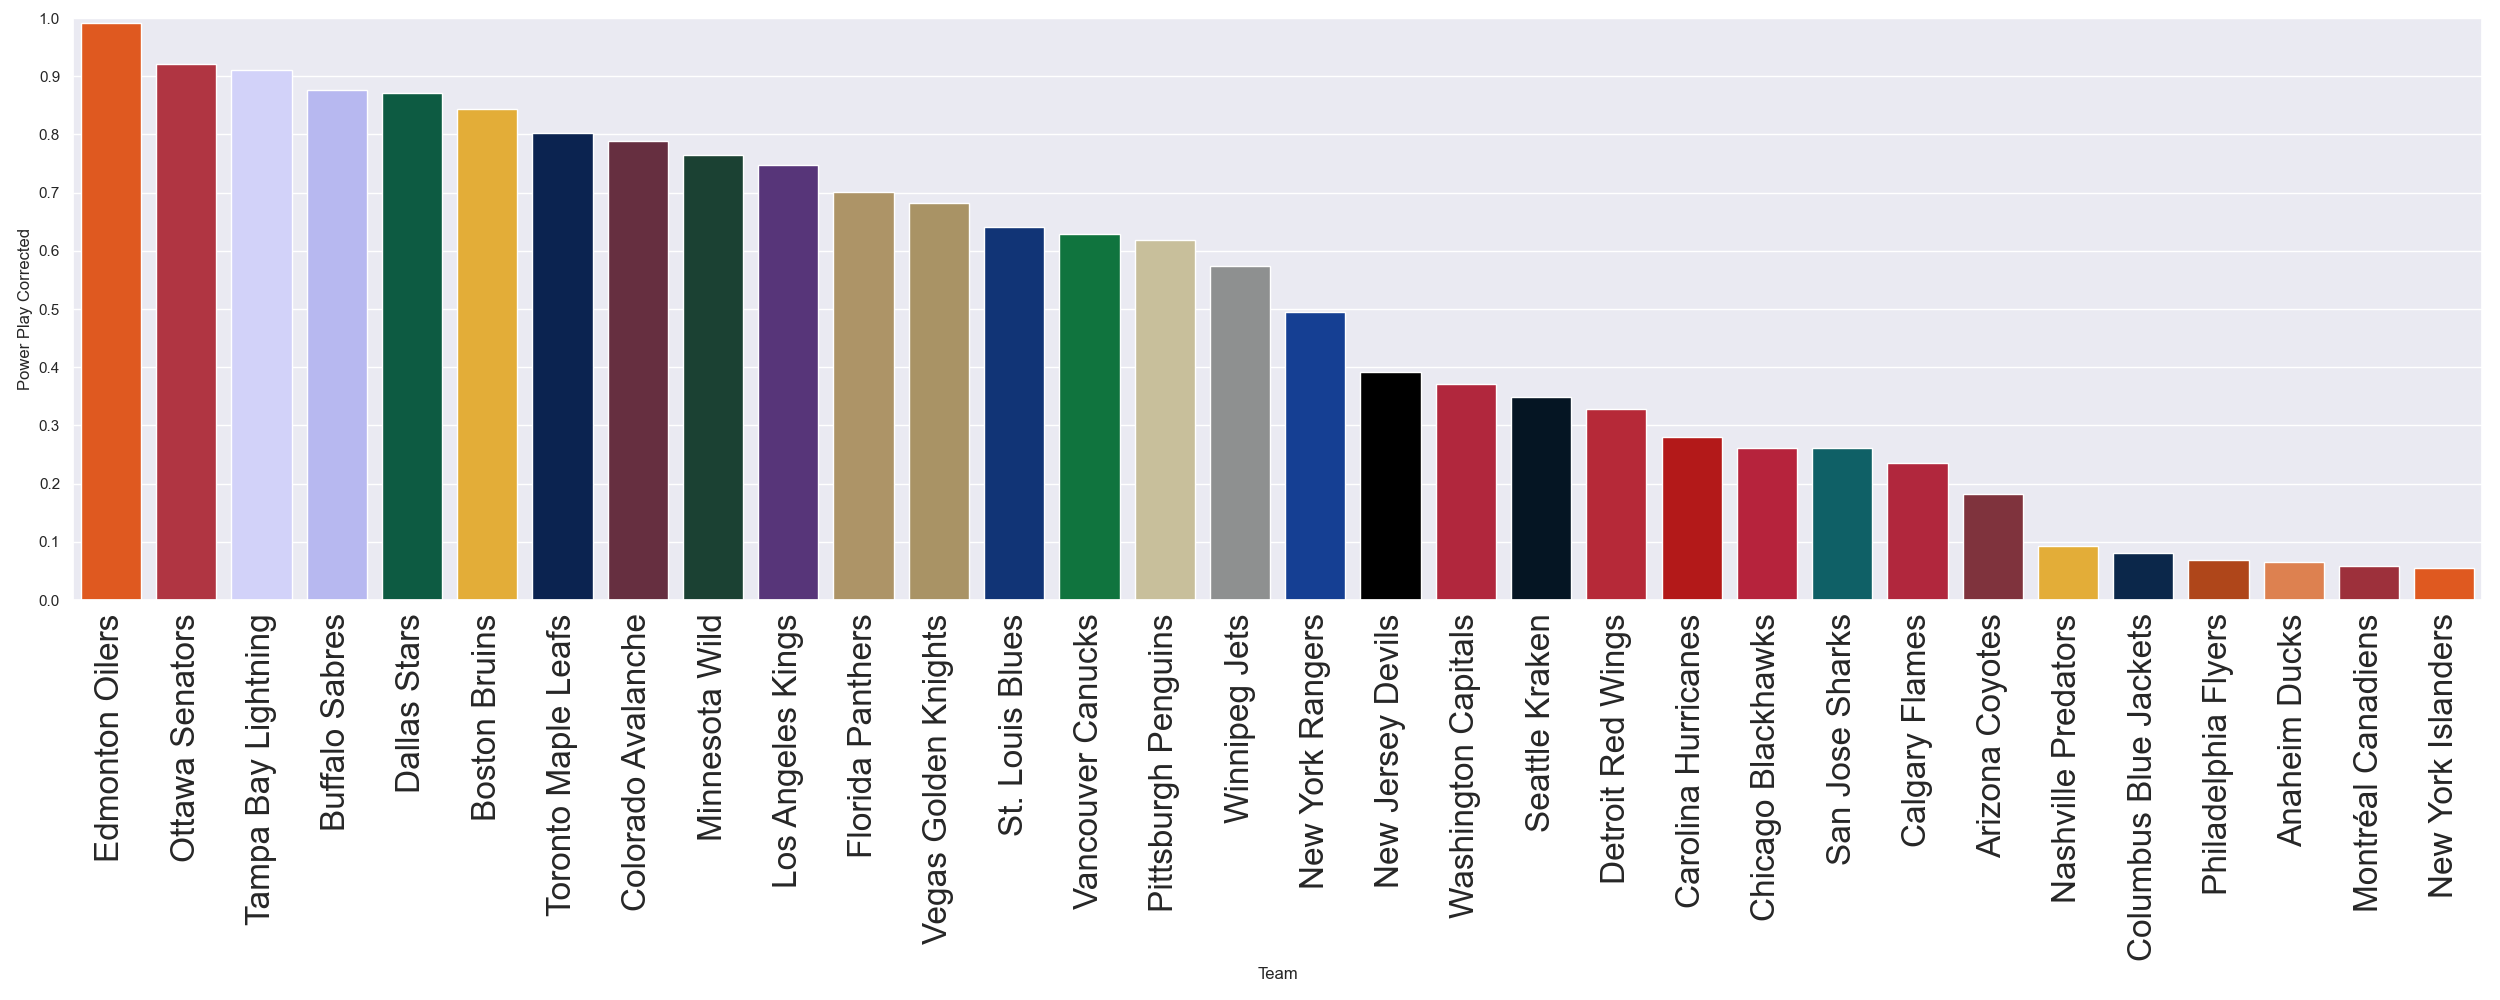 1.0
0.9
0.8
0.7
0.6
0.5
0.4
0.3
0.2
0.1
0.0
Power Play Corrected
Edmonton Oilers
Ottawa Senators
Tampa Bay Lightning
Buffalo Sabres
Dallas Stars
Boston Bruins
Toronto Maple Leafs
Colorado Avalanche
Minnesota Wild
Los Angeles Kings
Florida Panthers
Vegas Golden Knights
St. Louis Blues
Vancouver Canucks
Pittsburgh Penguins
Winnipeg Jets
New York Rangers
New Jersey Devils
Washington Capitals
Seattle Kraken
Detroit Red Wings
Carolina Hurricanes
Chicago Blackhawks
San Jose Sharks
Calgary Flames
Arizona Coyotes
Nashville Predators
Columbus Blue Jackets
Philadelphia Flyers
Anaheim Ducks
Montréal Canadiens
New York Islanders
Team